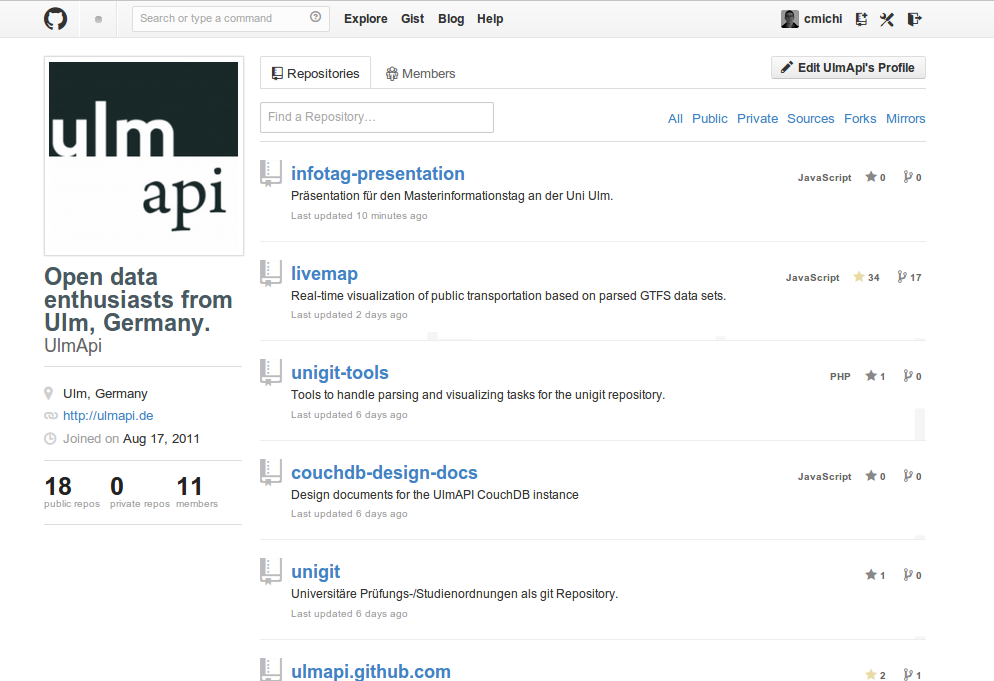 Search or type a command
Explore Gist Blog Help
cmichi
ulm
api
Open data
enthusiasts from
Ulm, Germany.
UlmApi
Ulm, Germany
http://ulmapi.de
Joined on Aug 17, 2011
18 0 11
public repos private repos members
Repositories Members
Edit UlmApi's Profile
Find a Repository…
All Public Private Sources Forks Mirrors
infotag-presentation
JavaScript 0 0
Präsentation für den Masterinformationstag an der Uni Ulm.
Last updated 10 minutes ago
livemap
JavaScript 34 17
Real-time visualization of public transportation based on parsed GTFS data sets.
Last updated 2 days ago
unigit-tools
PHP 1 0
Tools to handle parsing and visualizing tasks for the unigit repository.
Last updated 6 days ago
couchdb-design-docs
JavaScript 0 0
Design documents for the UlmAPI CouchDB instance
Last updated 6 days ago
unigit
1 0
Universitäre Prüfungs-/Studienordnungen als git Repository.
Last updated 6 days ago
ulmapi.github.com
2 1